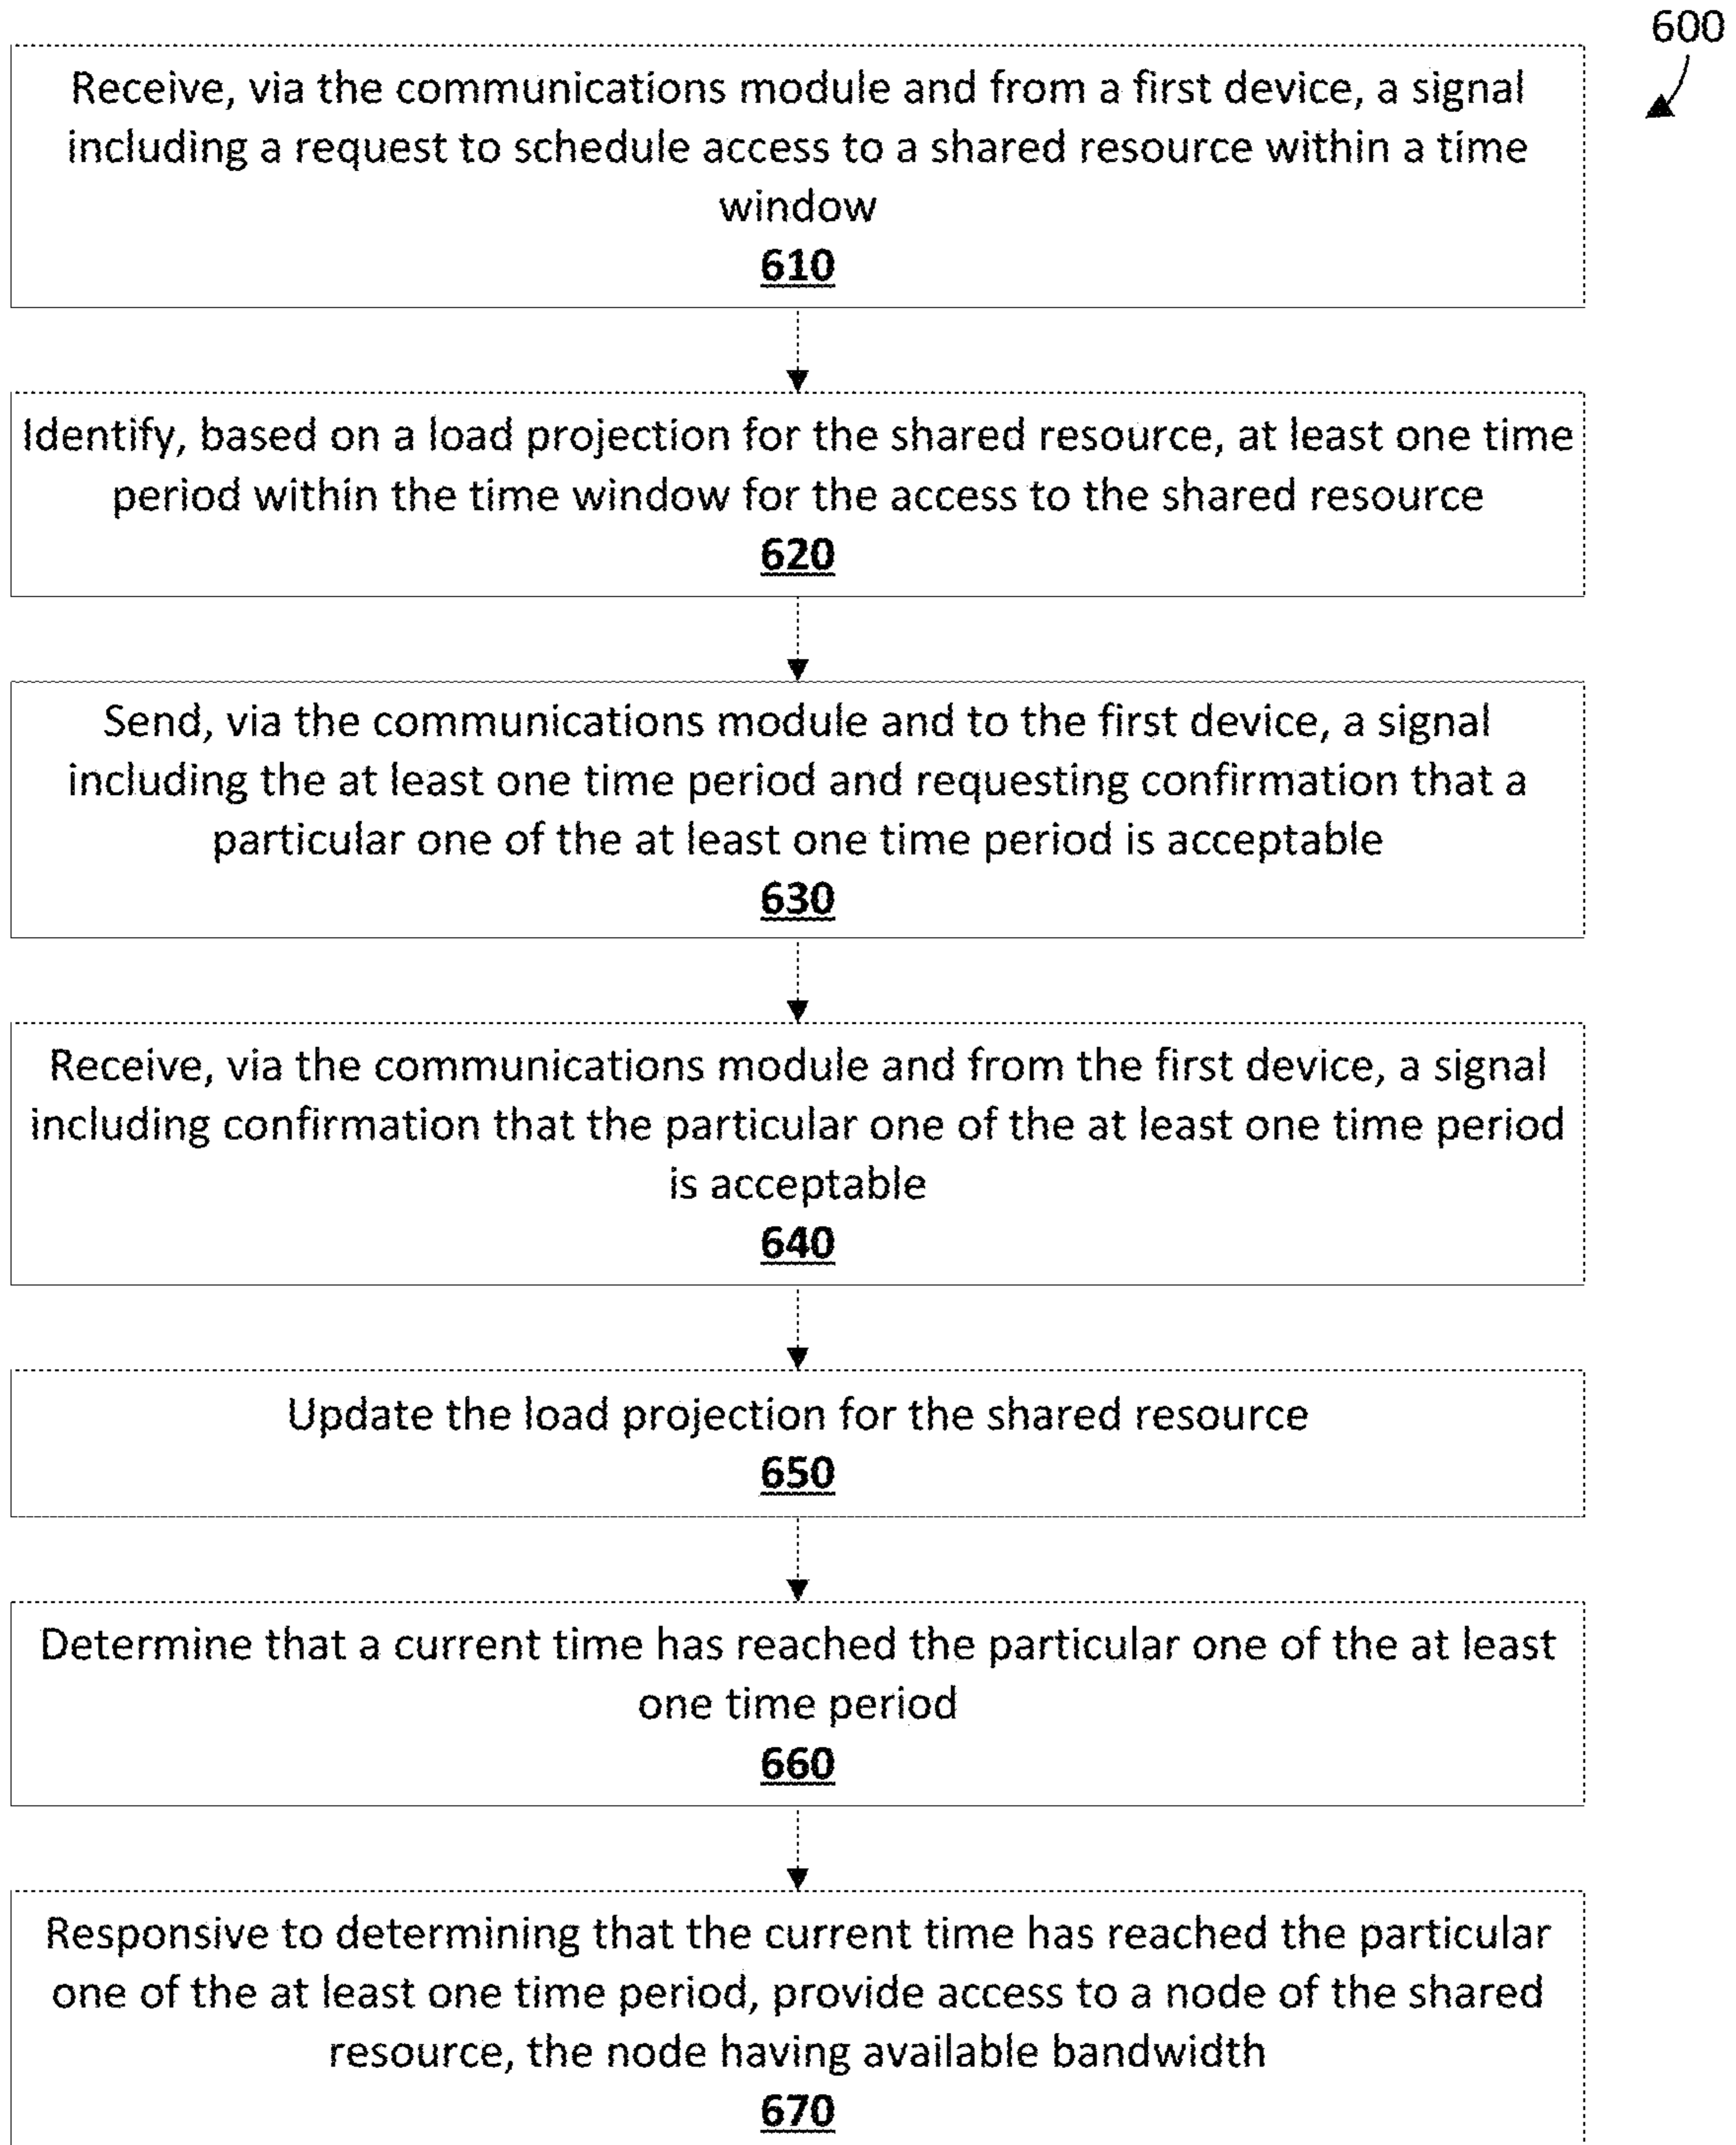 600
Receive, via the communications module and from a first device, a signal
including a request to schedule access to a shared resource within a time
window
610
Identify, based on a load projection for the shared resource, at least one time
period within the time window for the access to the shared resource
620
Send, via the communications module and to the first device, a signal
including the at least one time period and requesting confirmation that a
particular one of the at least one time period is acceptable
630
Receive, via the communications module and from the first device, a signal
including confirmation that the particular one of the at least one time period
is acceptable
640
Update the load projection for the shared resource
650
Determine that a current time has reached the particular one of the at least
one time period
660
Responsive to determining that the current time has reached the particular
one of the at least one time period, provide access to a node of the shared
resource, the node having available bandwidth
670